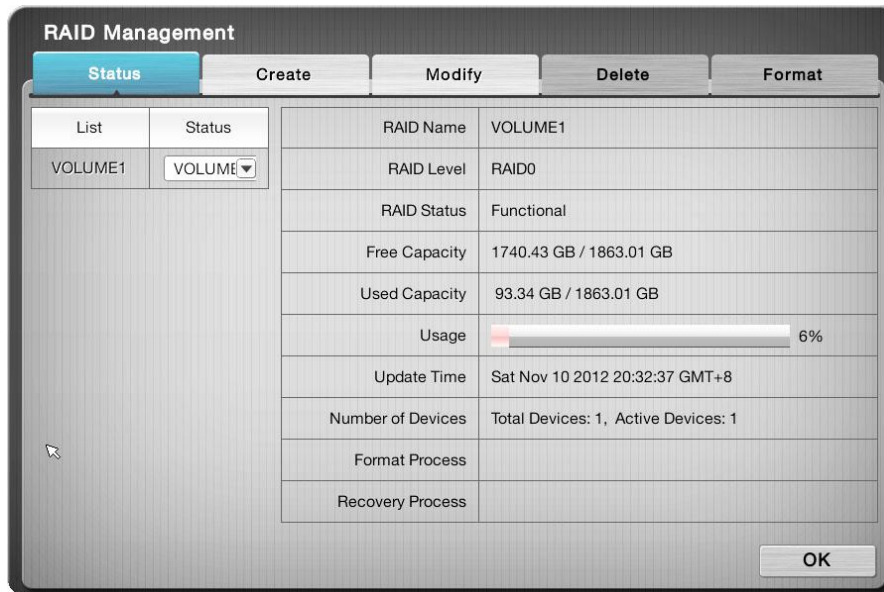 RAID Management
Status Create Modify Delete Format
List Status
VOLUME1 VOLUME
RAID Name VOLUME1
RAID Level RAID0
RAID Status Functional
Free Capacity 1740.43 GB / 1863.01 GB
Used Capacity 93.34 GB / 1863.01 GB
Usage 6%
Update Time Sat Nov 10 2012 20:32:37 GMT+8
Number of Devices Total Devices: 1, Active Devices: 1
Format Process
Recovery Process
OK